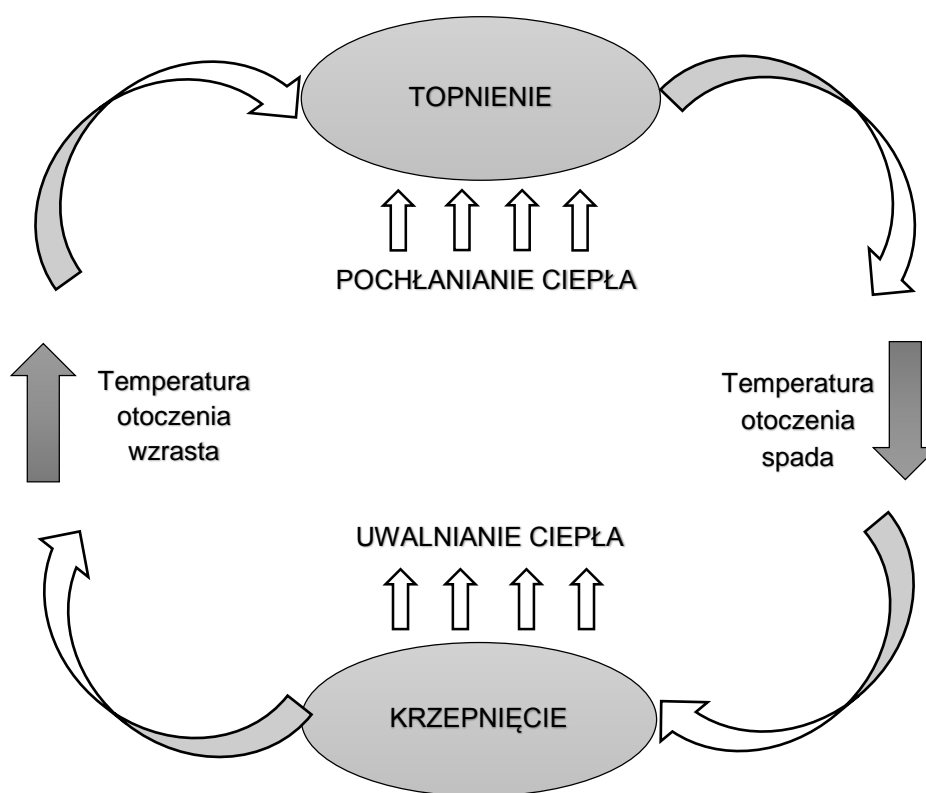 TOPNIENIE
POCHŁANIANIE CIEPŁA
Temperatura
otoczenia
wzrasta
Temperatura
otoczenia
spada
UWALNIANIE CIEPŁA
KRZEPNIĘCIE